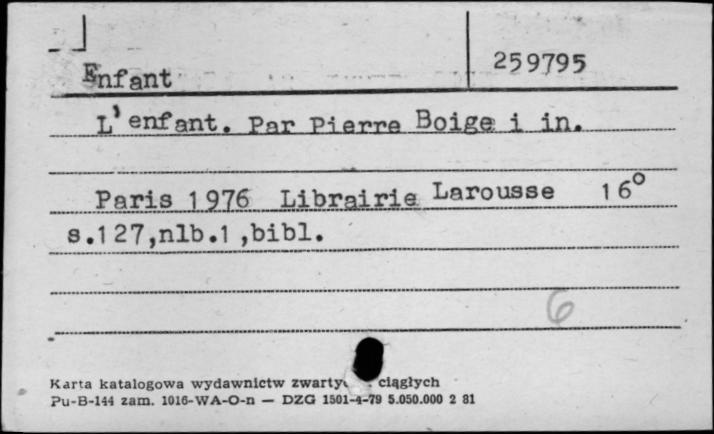 Enfant
259795
L'enfant. Par Pierre Boige i in.
Paris 1976 Librairie Larousse 16°
s.127,nlb.1,bibl.
6
Karta katalogowa wydawnictw ciągłych
Pu-B-144 zam. 1016-WA-O-n — DZG 1501-4-79 5.050.000 2 81